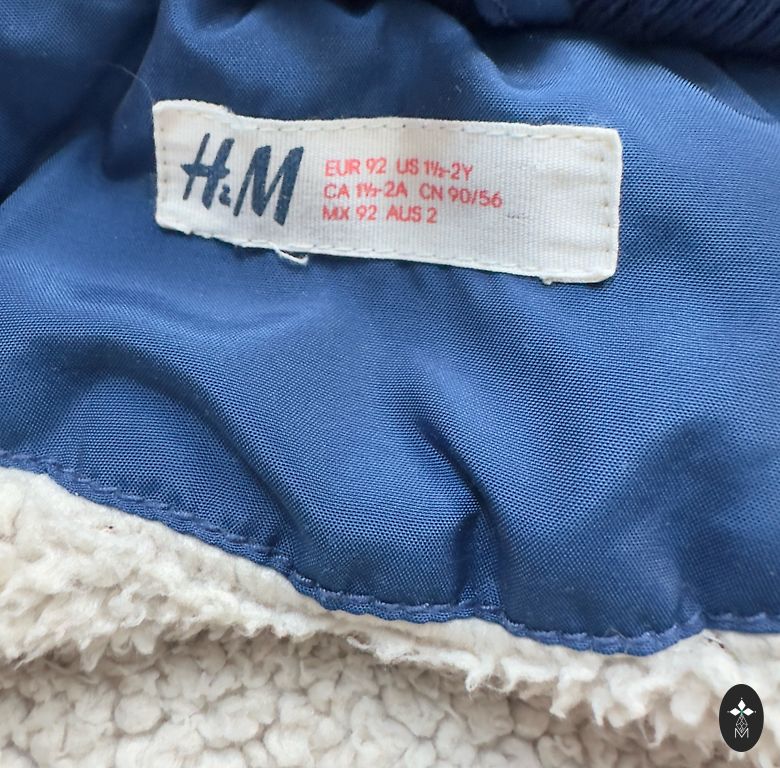 H&M
EUR 92 US 1½-2Y
CA 1½-2A CN 90/56
MX 92 AUS 2